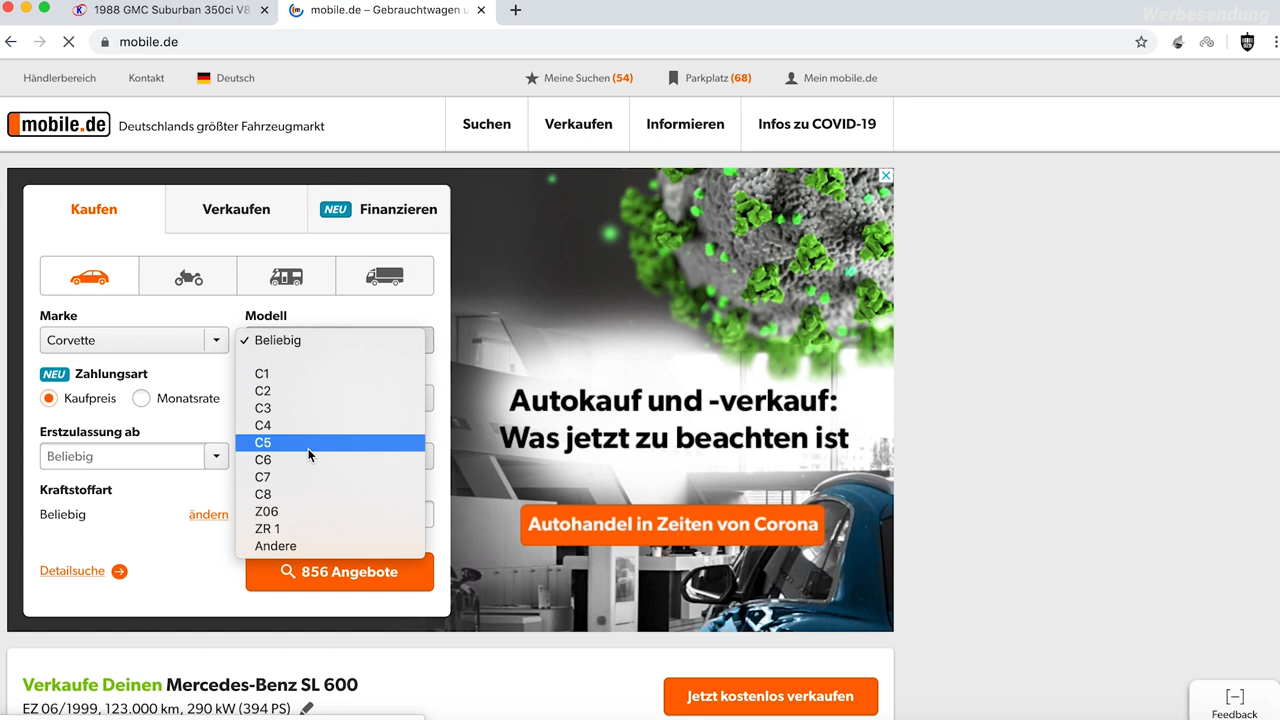 1988 GMC Suburban 350ci V8
mobile.de – Gebrauchtwagen u
Werbesendung
mobile.de
Händlerbereich
Kontakt
Deutsch
Meine Suchen (54)
Parkplatz (68)
Mein mobile.de
mobile.de
Deutschlands größter Fahrzeugmarkt
Suchen
Verkaufen
Informieren
Infos zu COVID-19
Kaufen
Verkaufen
NEU Finanzieren
Marke
Modell
Corvette
Beliebig
C1
C2
C3
C4
C5
C6
C7
C8
Z06
ZR 1
Andere
NEU Zahlungsart
Kaufpreis
Monatsrate
Erstzulassung ab
Beliebig
Kraftstoffart
Beliebig
ändern
Detailsuche
856 Angebote
Autokauf und -verkauf:
Was jetzt zu beachten ist
Autohandel in Zeiten von Corona
Verkaufe Deinen Mercedes-Benz SL 600
EZ 06/1999, 123.000 km, 290 kW (394 PS)
Jetzt kostenlos verkaufen
[–]
Feedback